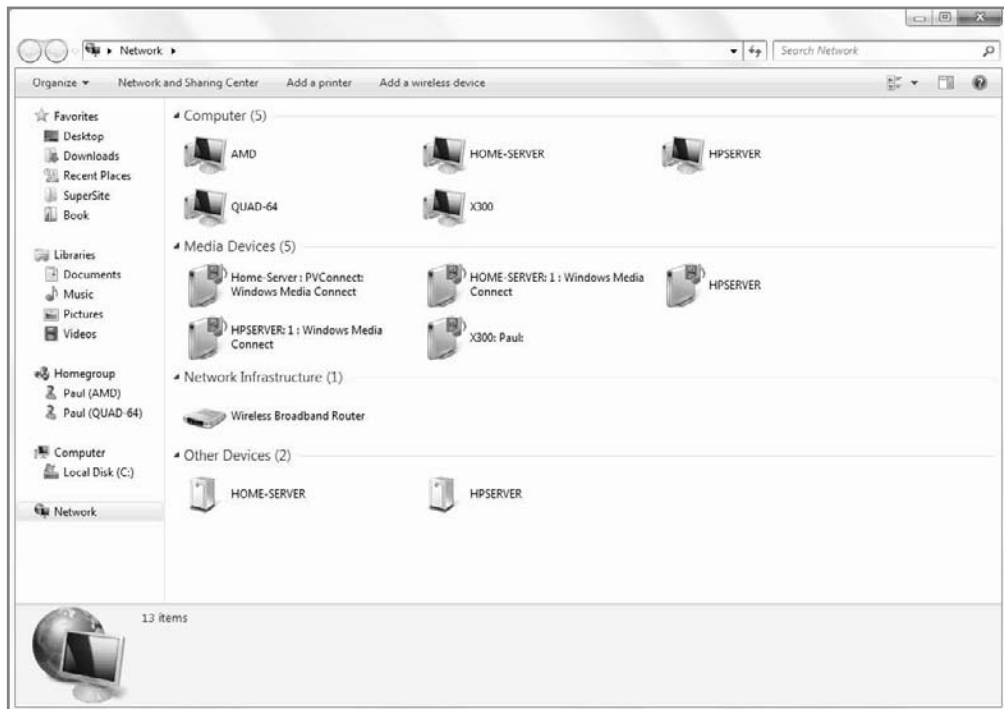 Network
Search Network
Organize
Network and Sharing Center
Add a printer
Add a wireless device
Favorites
Desktop
Downloads
Recent Places
SuperSite
Book
Libraries
Documents
Music
Pictures
Videos
Homegroup
Paul (AMD)
Paul (QUAD-64)
Computer
Local Disk (C:)
Network
Computer (5)
AMD
HOME-SERVER
HPSERVER
QUAD-64
X300
Media Devices (5)
Home-Server : PVConnect:
Windows Media Connect
HOME-SERVER: 1 : Windows Media
Connect
HPSERVER
HPSERVER: 1 : Windows Media
Connect
X300: Paul:
Network Infrastructure (1)
Wireless Broadband Router
Other Devices (2)
HOME-SERVER
HPSERVER
13 items